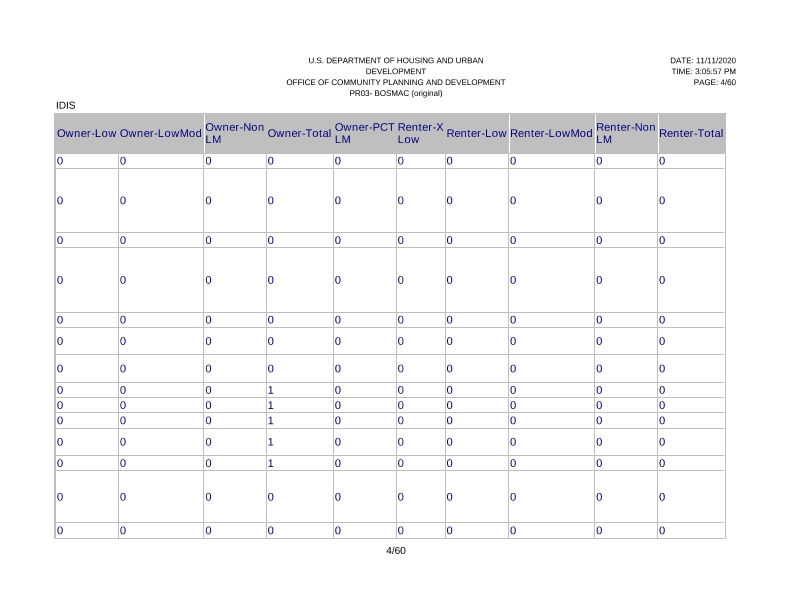 U.S. DEPARTMENT OF HOUSING AND URBAN
DEVELOPMENT
OFFICE OF COMMUNITY PLANNING AND DEVELOPMENT
PR03- BOSMAC (original)
DATE: 11/11/2020
TIME: 3:05:57 PM
PAGE: 4/60
IDIS
Owner-Low Owner-LowMod Owner-Non LM Owner-Total Owner-PCT LM Renter-X Low Renter-Low Renter-LowMod Renter-Non LM Renter-Total
0 0 0 0 0 0 0 0 0 0
0 0 0 0 0 0 0 0 0 0
0 0 0 0 0 0 0 0 0 0
0 0 0 0 0 0 0 0 0 0
0 0 0 0 0 0 0 0 0 0
0 0 0 0 0 0 0 0 0 0
0 0 0 0 0 0 0 0 0 0
0 0 0 1 0 0 0 0 0 0
0 0 0 1 0 0 0 0 0 0
0 0 0 1 0 0 0 0 0 0
0 0 0 1 0 0 0 0 0 0
0 0 0 1 0 0 0 0 0 0
0 0 0 0 0 0 0 0 0 0
0 0 0 0 0 0 0 0 0 0
4/60